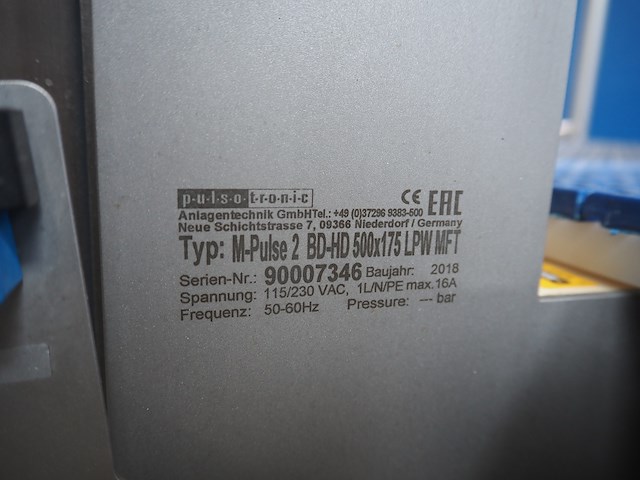 p·u·l·s·o·t·r·o·n·i·c CE EAC
Anlagentechnik GmbH Tel.: +49 (0)37296 9383-500
Neue Schichtstrasse 7, 09366 Niederdorf / Germany
Typ: M-Pulse 2 BD-HD 500x175 LPW MFT
Serien-Nr.: 90007346 Baujahr: 2018
Spannung: 115/230 VAC, 1L/N/PE max.16A
Frequenz: 50-60Hz Pressure: --- bar